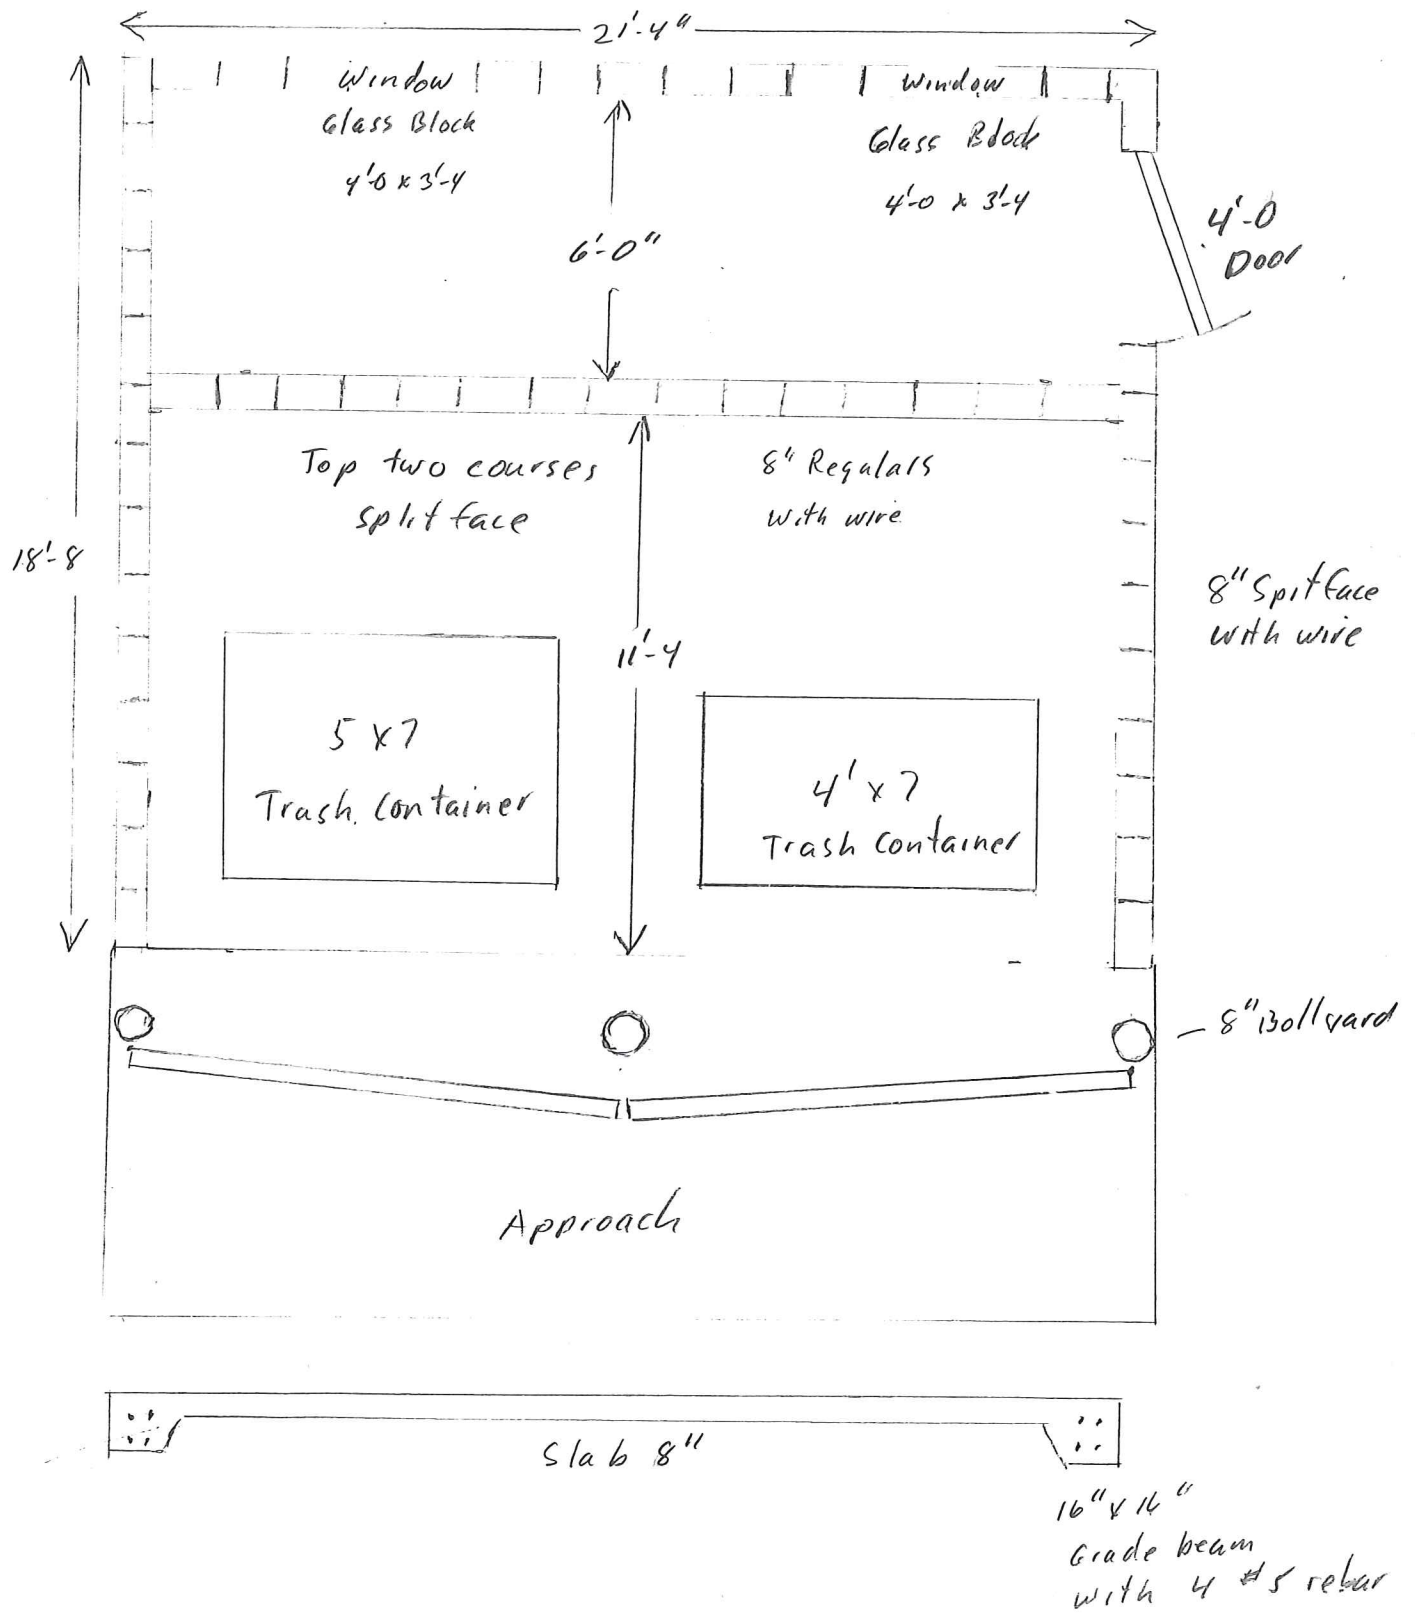 21'-4"
Window
Glass Block
4'-0 x 3'-4
Window
Glass Block
4'-0 x 3'-4
4'-0
Door
6'-0"
18'-8
Top two courses
split face
8" Regulars
with wire
8" Spitface
with wire
11'-4
5 x 7
Trash Container
4' x 7
Trash Container
8" Bollyard
Approach
Slab 8"
16" x 16"
Grade beam
with 4 #5 rebar